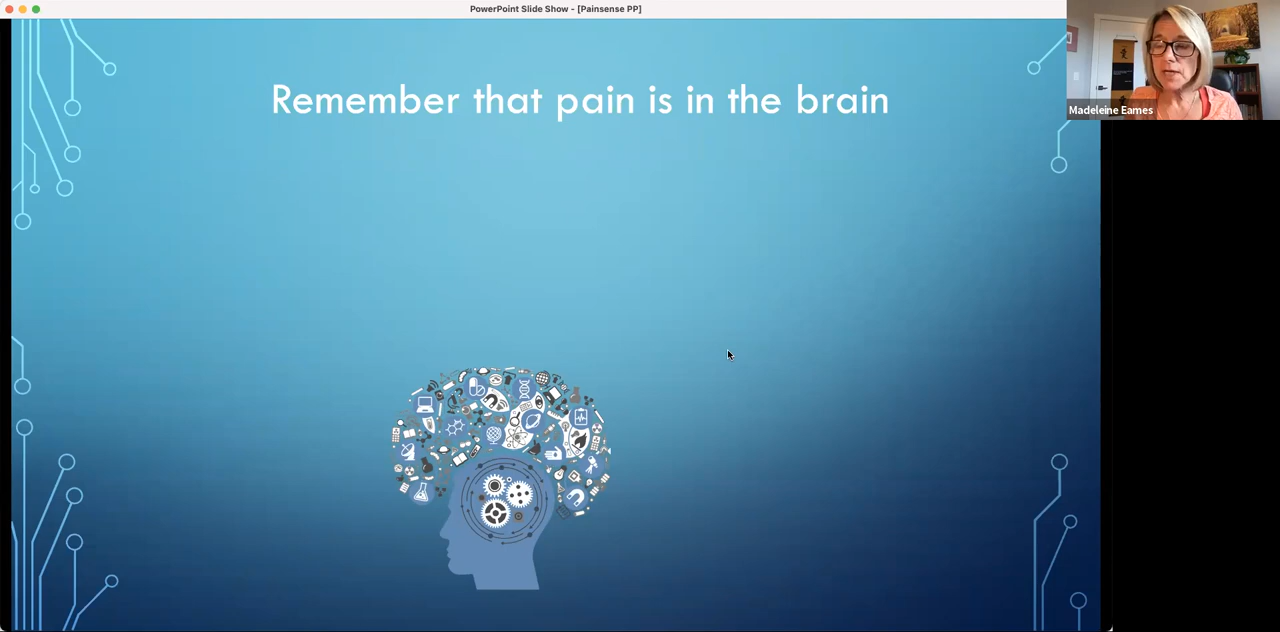 PowerPoint Slide Show - [Painsense PP]
Remember that pain is in the brain
Madeleine Eames